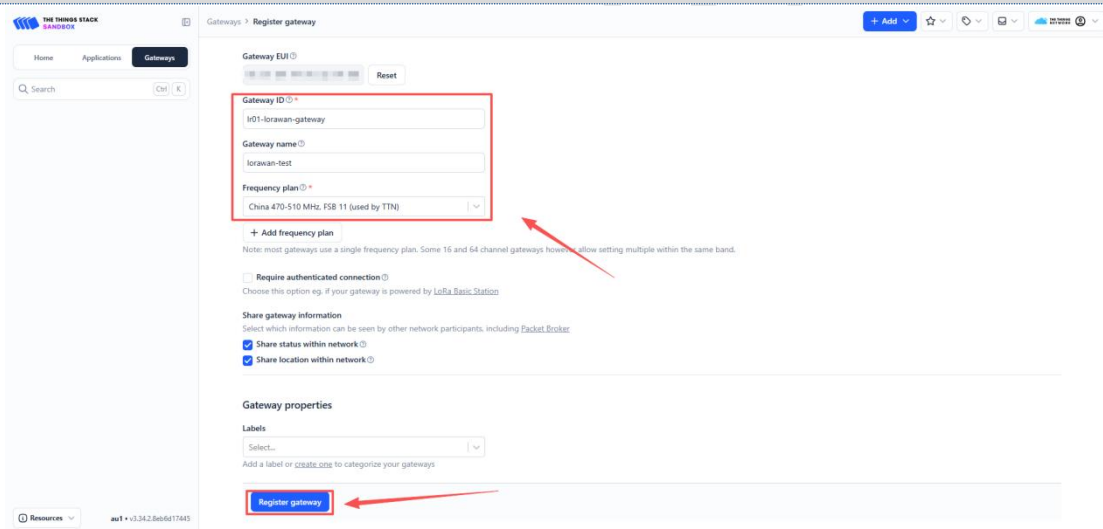 THE THINGS STACK
SANDBOX
Gateways > Register gateway
+ Add
THE THINGS
NETWORK
Home Applications Gateways
Search Ctrl K
Gateway EUI
Reset
Gateway ID *
lr01-lorawan-gateway
Gateway name
lorawan-test
Frequency plan *
China 470-510 MHz, FSB 11 (used by TTN)
+ Add frequency plan
Note: most gateways use a single frequency plan. Some 16 and 64 channel gateways however allow setting multiple within the same band.
Require authenticated connection
Choose this option eg. if your gateway is powered by LoRa Basic Station
Share gateway information
Select which information can be seen by other network participants, including Packet Broker
Share status within network
Share location within network
Gateway properties
Labels
Select...
Add a label or create one to categorize your gateways
Register gateway
Resources au1 • v3.34.2.8eb6d17445